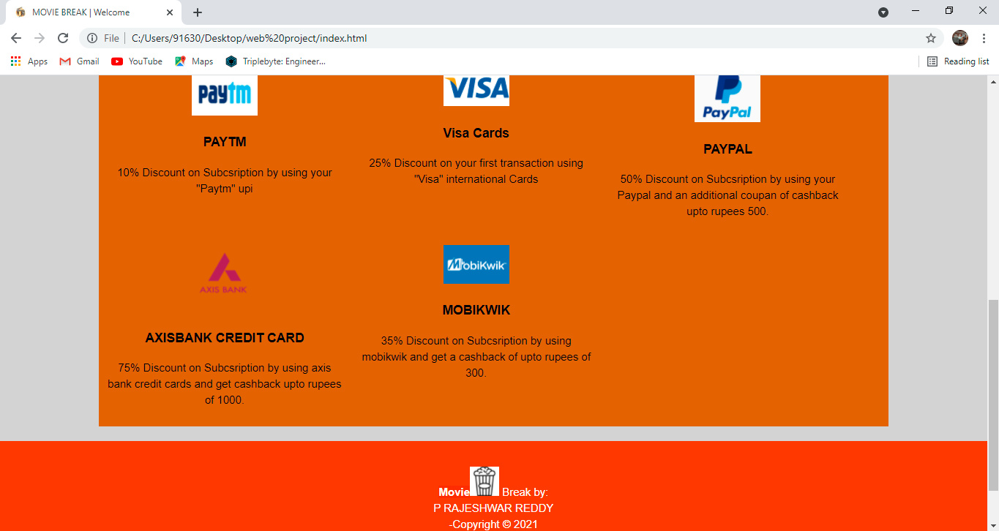 MOVIE BREAK | Welcome
File | C:/Users/91630/Desktop/web%20project/index.html
Apps Gmail YouTube Maps Triplebyte: Engineer... Reading list
paytm
PAYTM
10% Discount on Subcsription by using your
"Paytm" upi
VISA
Visa Cards
25% Discount on your first transaction using
"Visa" international Cards
PayPal
PAYPAL
50% Discount on Subcsription by using your
Paypal and an additional coupan of cashback
upto rupees 500.
AXIS BANK
AXISBANK CREDIT CARD
75% Discount on Subcsription by using axis
bank credit cards and get cashback upto rupees
of 1000.
MobiKwik
MOBIKWIK
35% Discount on Subcsription by using
mobikwik and get a cashback of upto rupees of
300.
Movie Break by:
P RAJESHWAR REDDY
-Copyright © 2021